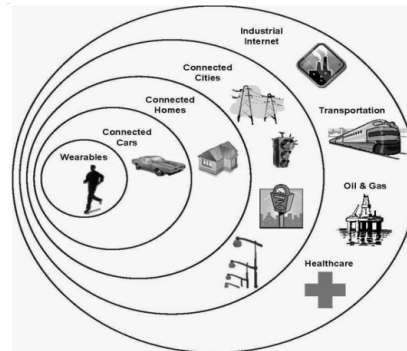 Industrial
Internet
Connected
Cities
Transportation
Connected
Homes
Connected
Cars
Wearables
Oil & Gas
Healthcare